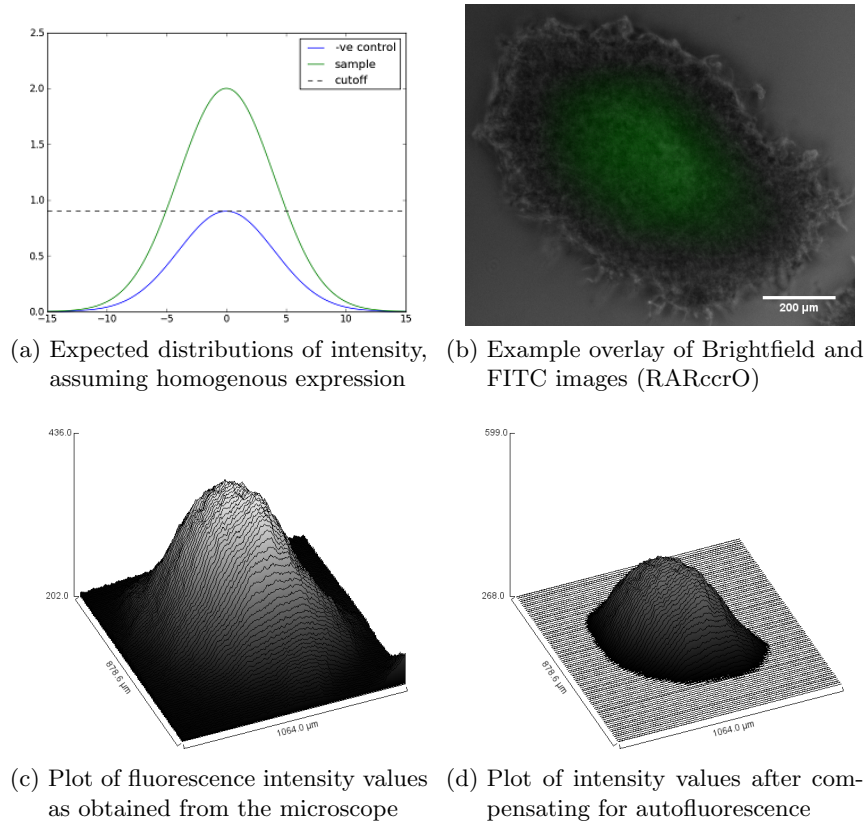 2.5
2.0
1.5
1.0
0.5
0.0
-15
-10
-5
0
5
10
15
-ve control
sample
cutoff
200 µm
(a) Expected distributions of intensity,
assuming homogenous expression
(b) Example overlay of Brightfield and
FITC images (RARccrO)
436.0
202.0
878.6 µm
1064.0 µm
599.0
268.0
878.6 µm
1064.0 µm
(c) Plot of fluorescence intensity values
as obtained from the microscope
(d) Plot of intensity values after com-
pensating for autofluorescence